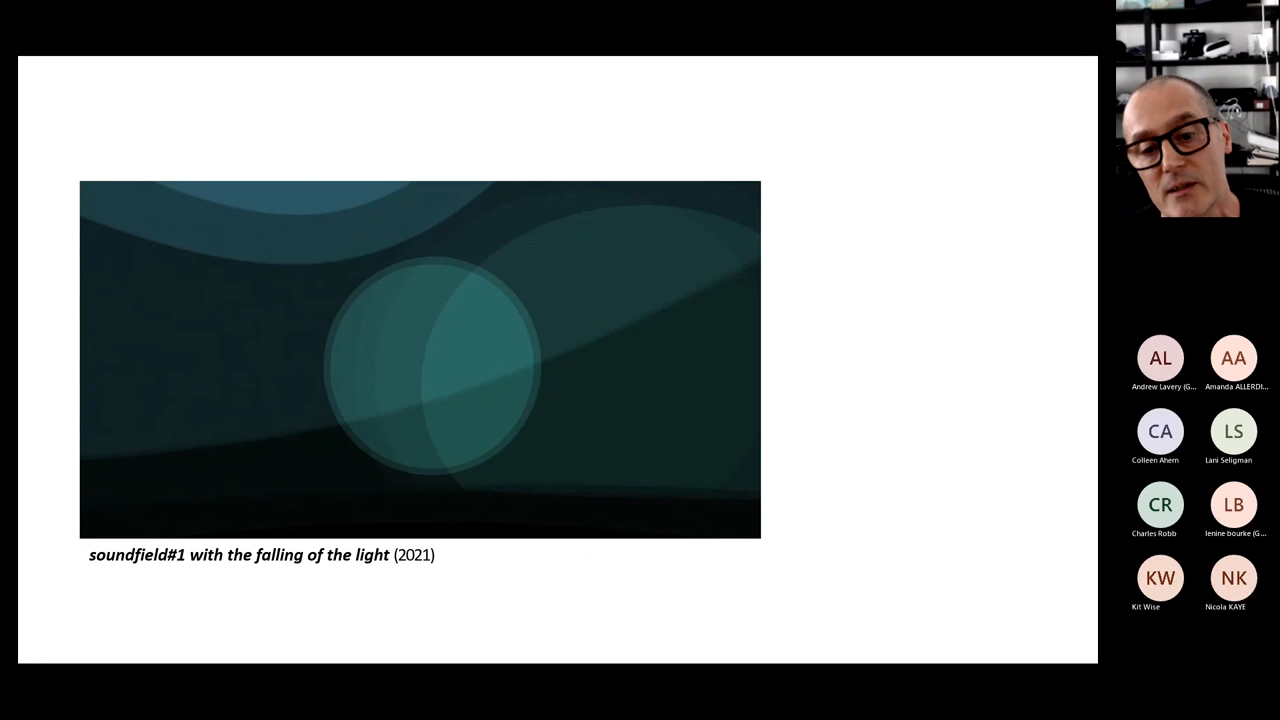 soundfield#1 with the falling of the light (2021)
AL
AA
Andrew Lavery (G...
Amanda ALLERDI...
CA
LS
Colleen Ahern
Lani Seligman
CR
LB
Charles Robb
lenine bourke (G...
KW
NK
Kit Wise
Nicola KAYE